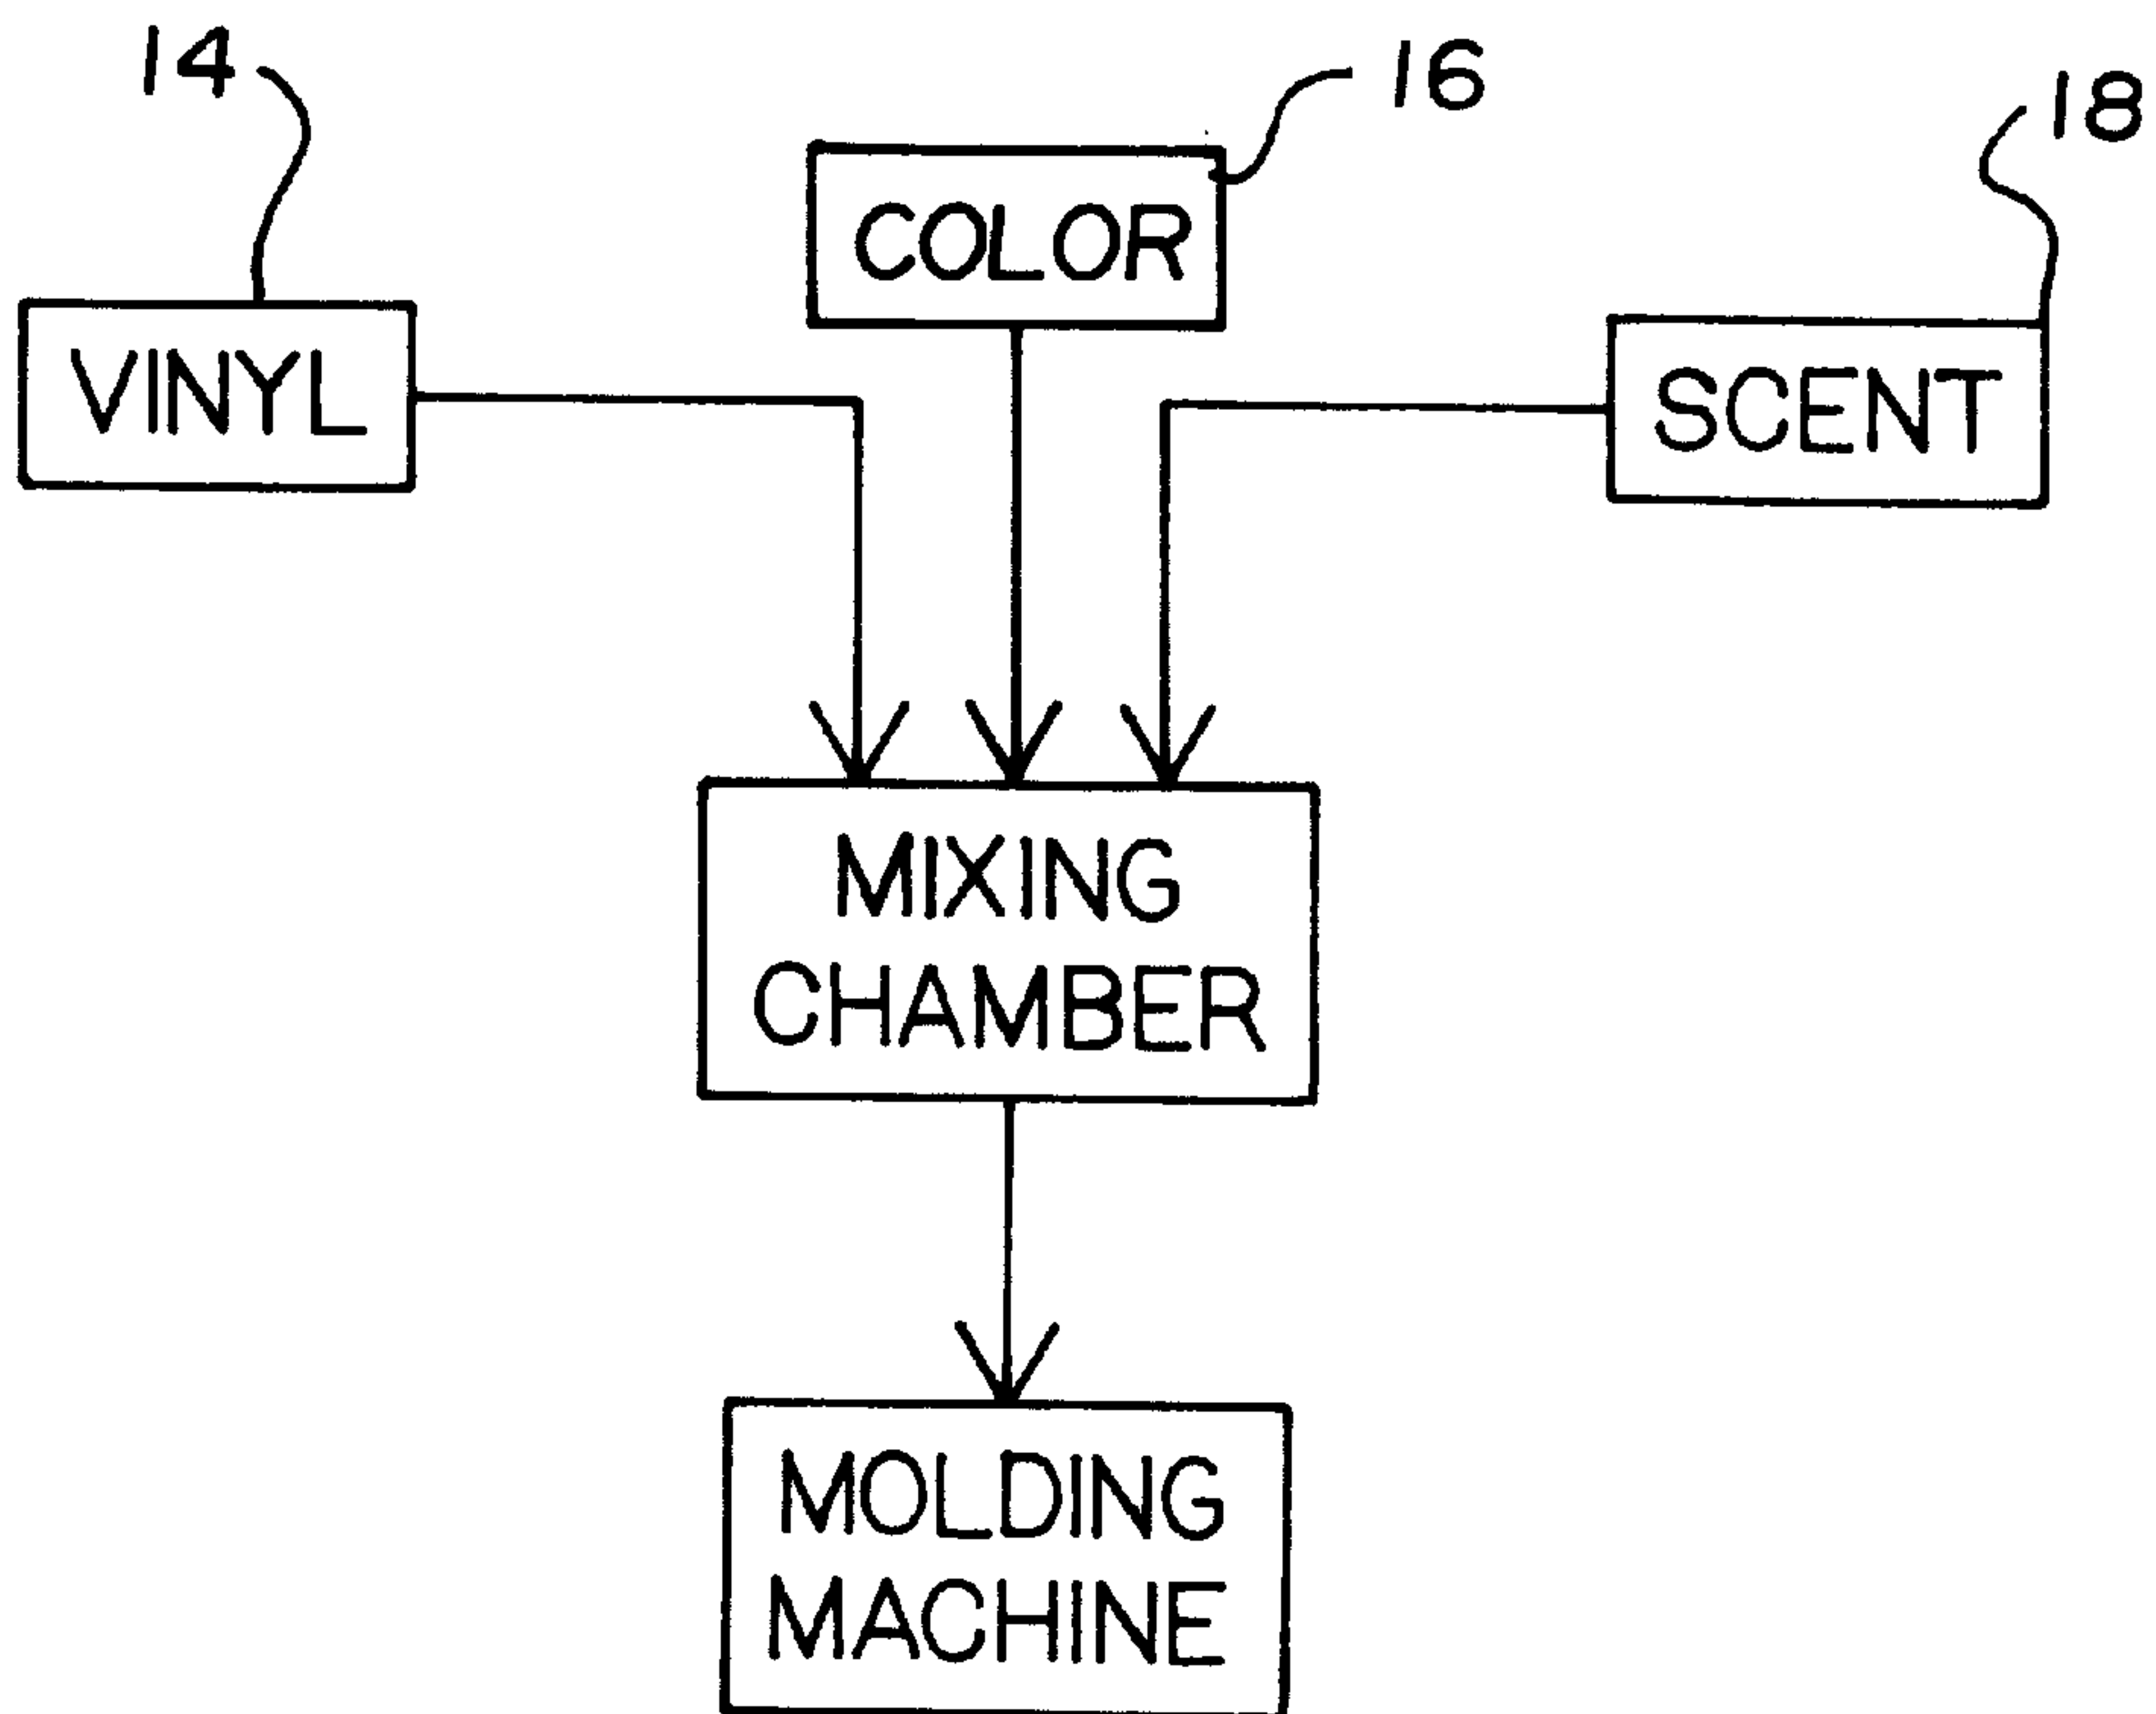 14
16
18
COLOR
VINYL
SCENT
MIXING
CHAMBER
MOLDING
MACHINE